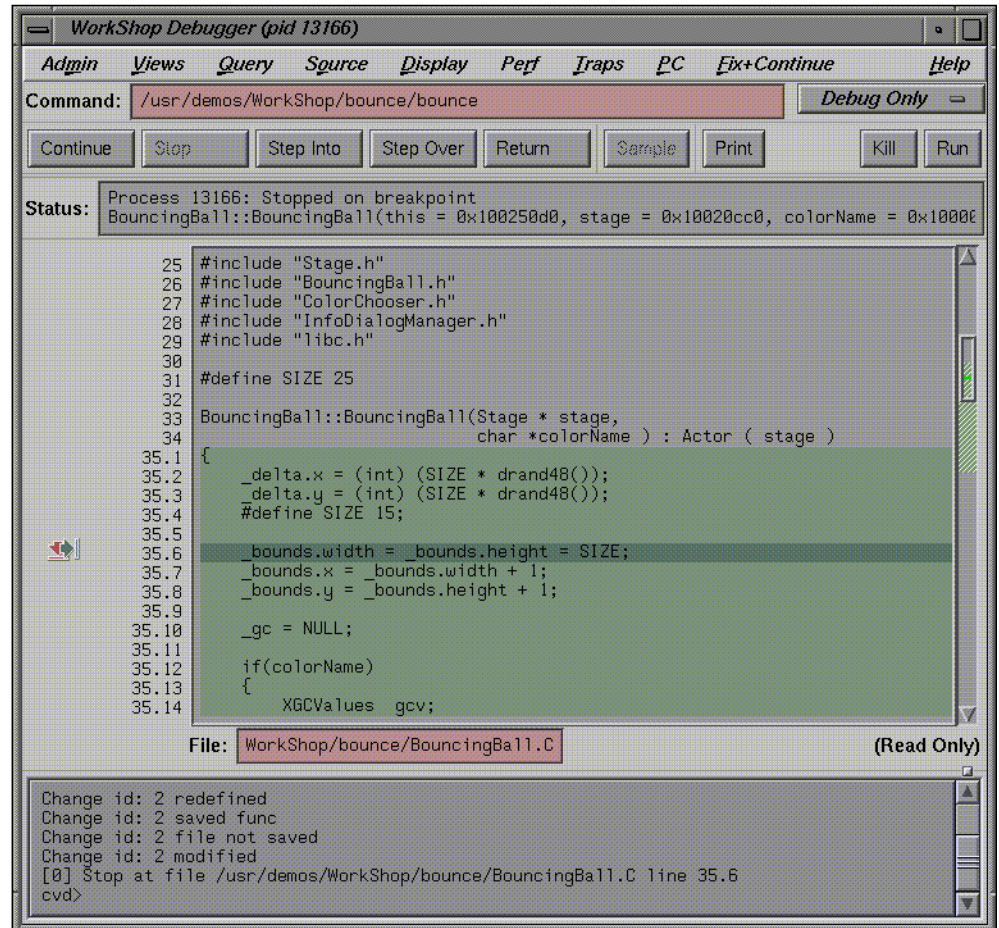 WorkShop Debugger (pid 13166)
Admin Views Query Source Display Perf Traps PC Fix+Continue Help
Command: /usr/demos/WorkShop/bounce/bounce Debug Only
Continue Stop Step Into Step Over Return Sample Print Kill Run
Status: Process 13166: Stopped on breakpoint
BouncingBall::BouncingBall(this = 0x100250d0, stage = 0x10020cc0, colorName =
25 #include "Stage.h"
26 #include "BouncingBall.h"
27 #include "ColorChooser.h"
28 #include "InfoDialogManager.h"
29 #include "libc.h"
30
31 #define SIZE 25
32
33 BouncingBall::BouncingBall(Stage * stage,
34 char *colorName ) : Actor ( stage )
35.1 {
35.2 _delta.x = (int) (SIZE * drand48());
35.3 _delta.y = (int) (SIZE * drand48());
35.4 #define SIZE 15;
35.5
35.6 _bounds.width = _bounds.height = SIZE;
35.7 _bounds.x = _bounds.width + 1;
35.8 _bounds.y = _bounds.height + 1;
35.9
35.10 _gc = NULL;
35.11
35.12 if(colorName)
35.13 {
35.14 XGCValues gcv;
File: WorkShop/bounce/BouncingBall.C (Read Only)
Change id: 2 redefined
Change id: 2 saved func
Change id: 2 file not saved
Change id: 2 modified
[0] Stop at file /usr/demos/WorkShop/bounce/BouncingBall.C line 35.6
cvd>